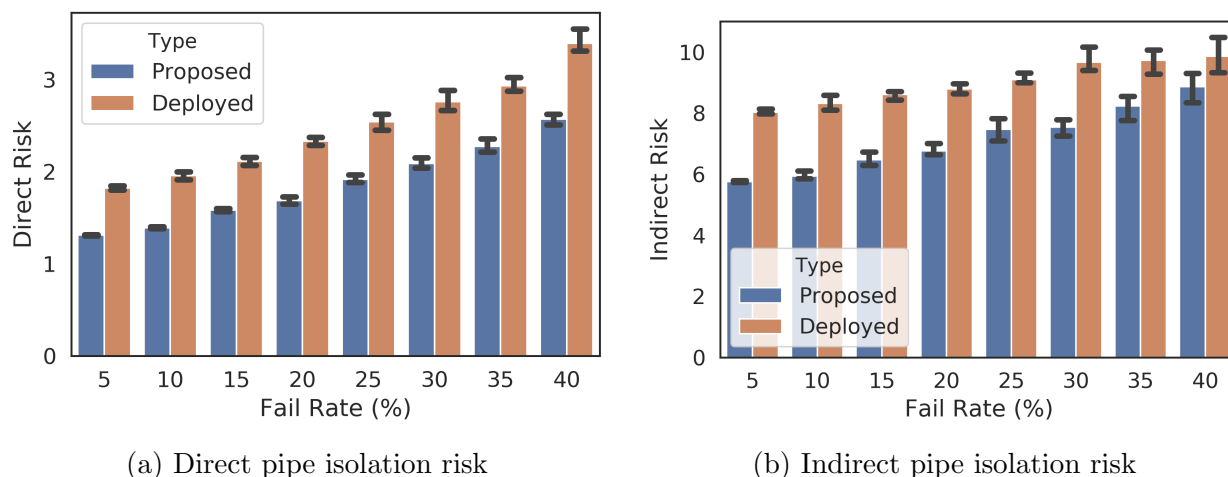 Type
Proposed
Deployed
Direct Risk
3
2
1
0
5 10 15 20 25 30 35 40
Fail Rate (%)
(a) Direct pipe isolation risk
Indirect Risk
10
8
6
4
2
0
Type
Proposed
Deployed
5 10 15 20 25 30 35 40
Fail Rate (%)
(b) Indirect pipe isolation risk